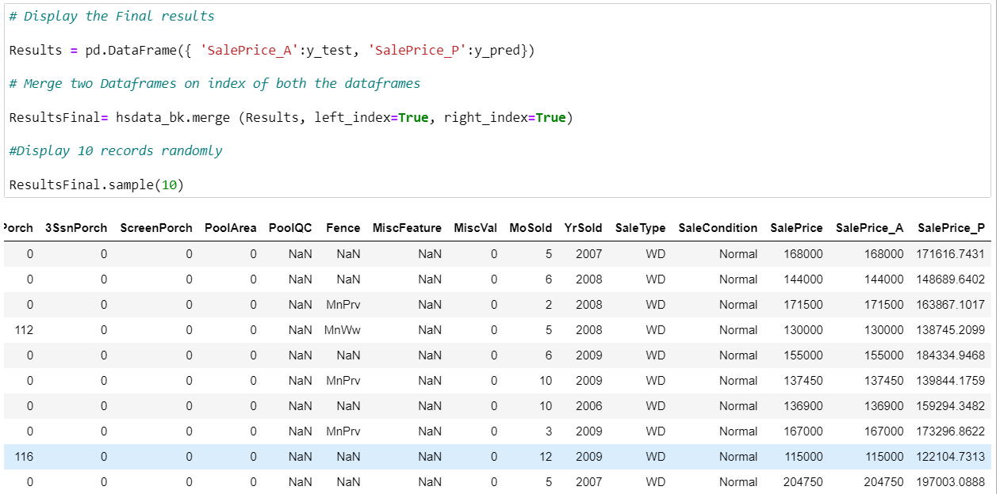 # Display the Final results
Results = pd.DataFrame({ 'SalePrice_A':y_test, 'SalePrice_P':y_pred})
# Merge two Dataframes on index of both the dataframes
ResultsFinal= hsdata_bk.merge (Results, left_index=True, right_index=True)
#Display 10 records randomly
ResultsFinal.sample(10)
Porch 3SsnPorch ScreenPorch PoolArea PoolQC Fence MiscFeature MiscVal MoSold YrSold SaleType SaleCondition SalePrice SalePrice_A SalePrice_P
0 0 0 0 NaN NaN NaN 0 5 2007 WD Normal 168000 168000 171616.7431
0 0 0 0 NaN NaN NaN 0 6 2008 WD Normal 144000 144000 148689.6402
0 0 0 0 NaN MnPrv NaN 0 2 2008 WD Normal 171500 171500 163867.1017
112 0 0 0 NaN MnWw NaN 0 5 2008 WD Normal 130000 130000 138745.2099
0 0 0 0 NaN NaN NaN 0 6 2009 WD Normal 155000 155000 184334.9468
0 0 0 0 NaN MnPrv NaN 0 10 2009 WD Normal 137450 137450 139844.1759
0 0 0 0 NaN NaN NaN 0 10 2006 WD Normal 136900 136900 159294.3482
0 0 0 0 NaN MnPrv NaN 0 3 2009 WD Normal 167000 167000 173296.8622
116 0 0 0 NaN NaN NaN 0 12 2009 WD Normal 115000 115000 122104.7313
0 0 0 0 NaN NaN NaN 0 5 2007 WD Normal 204750 204750 197003.0888